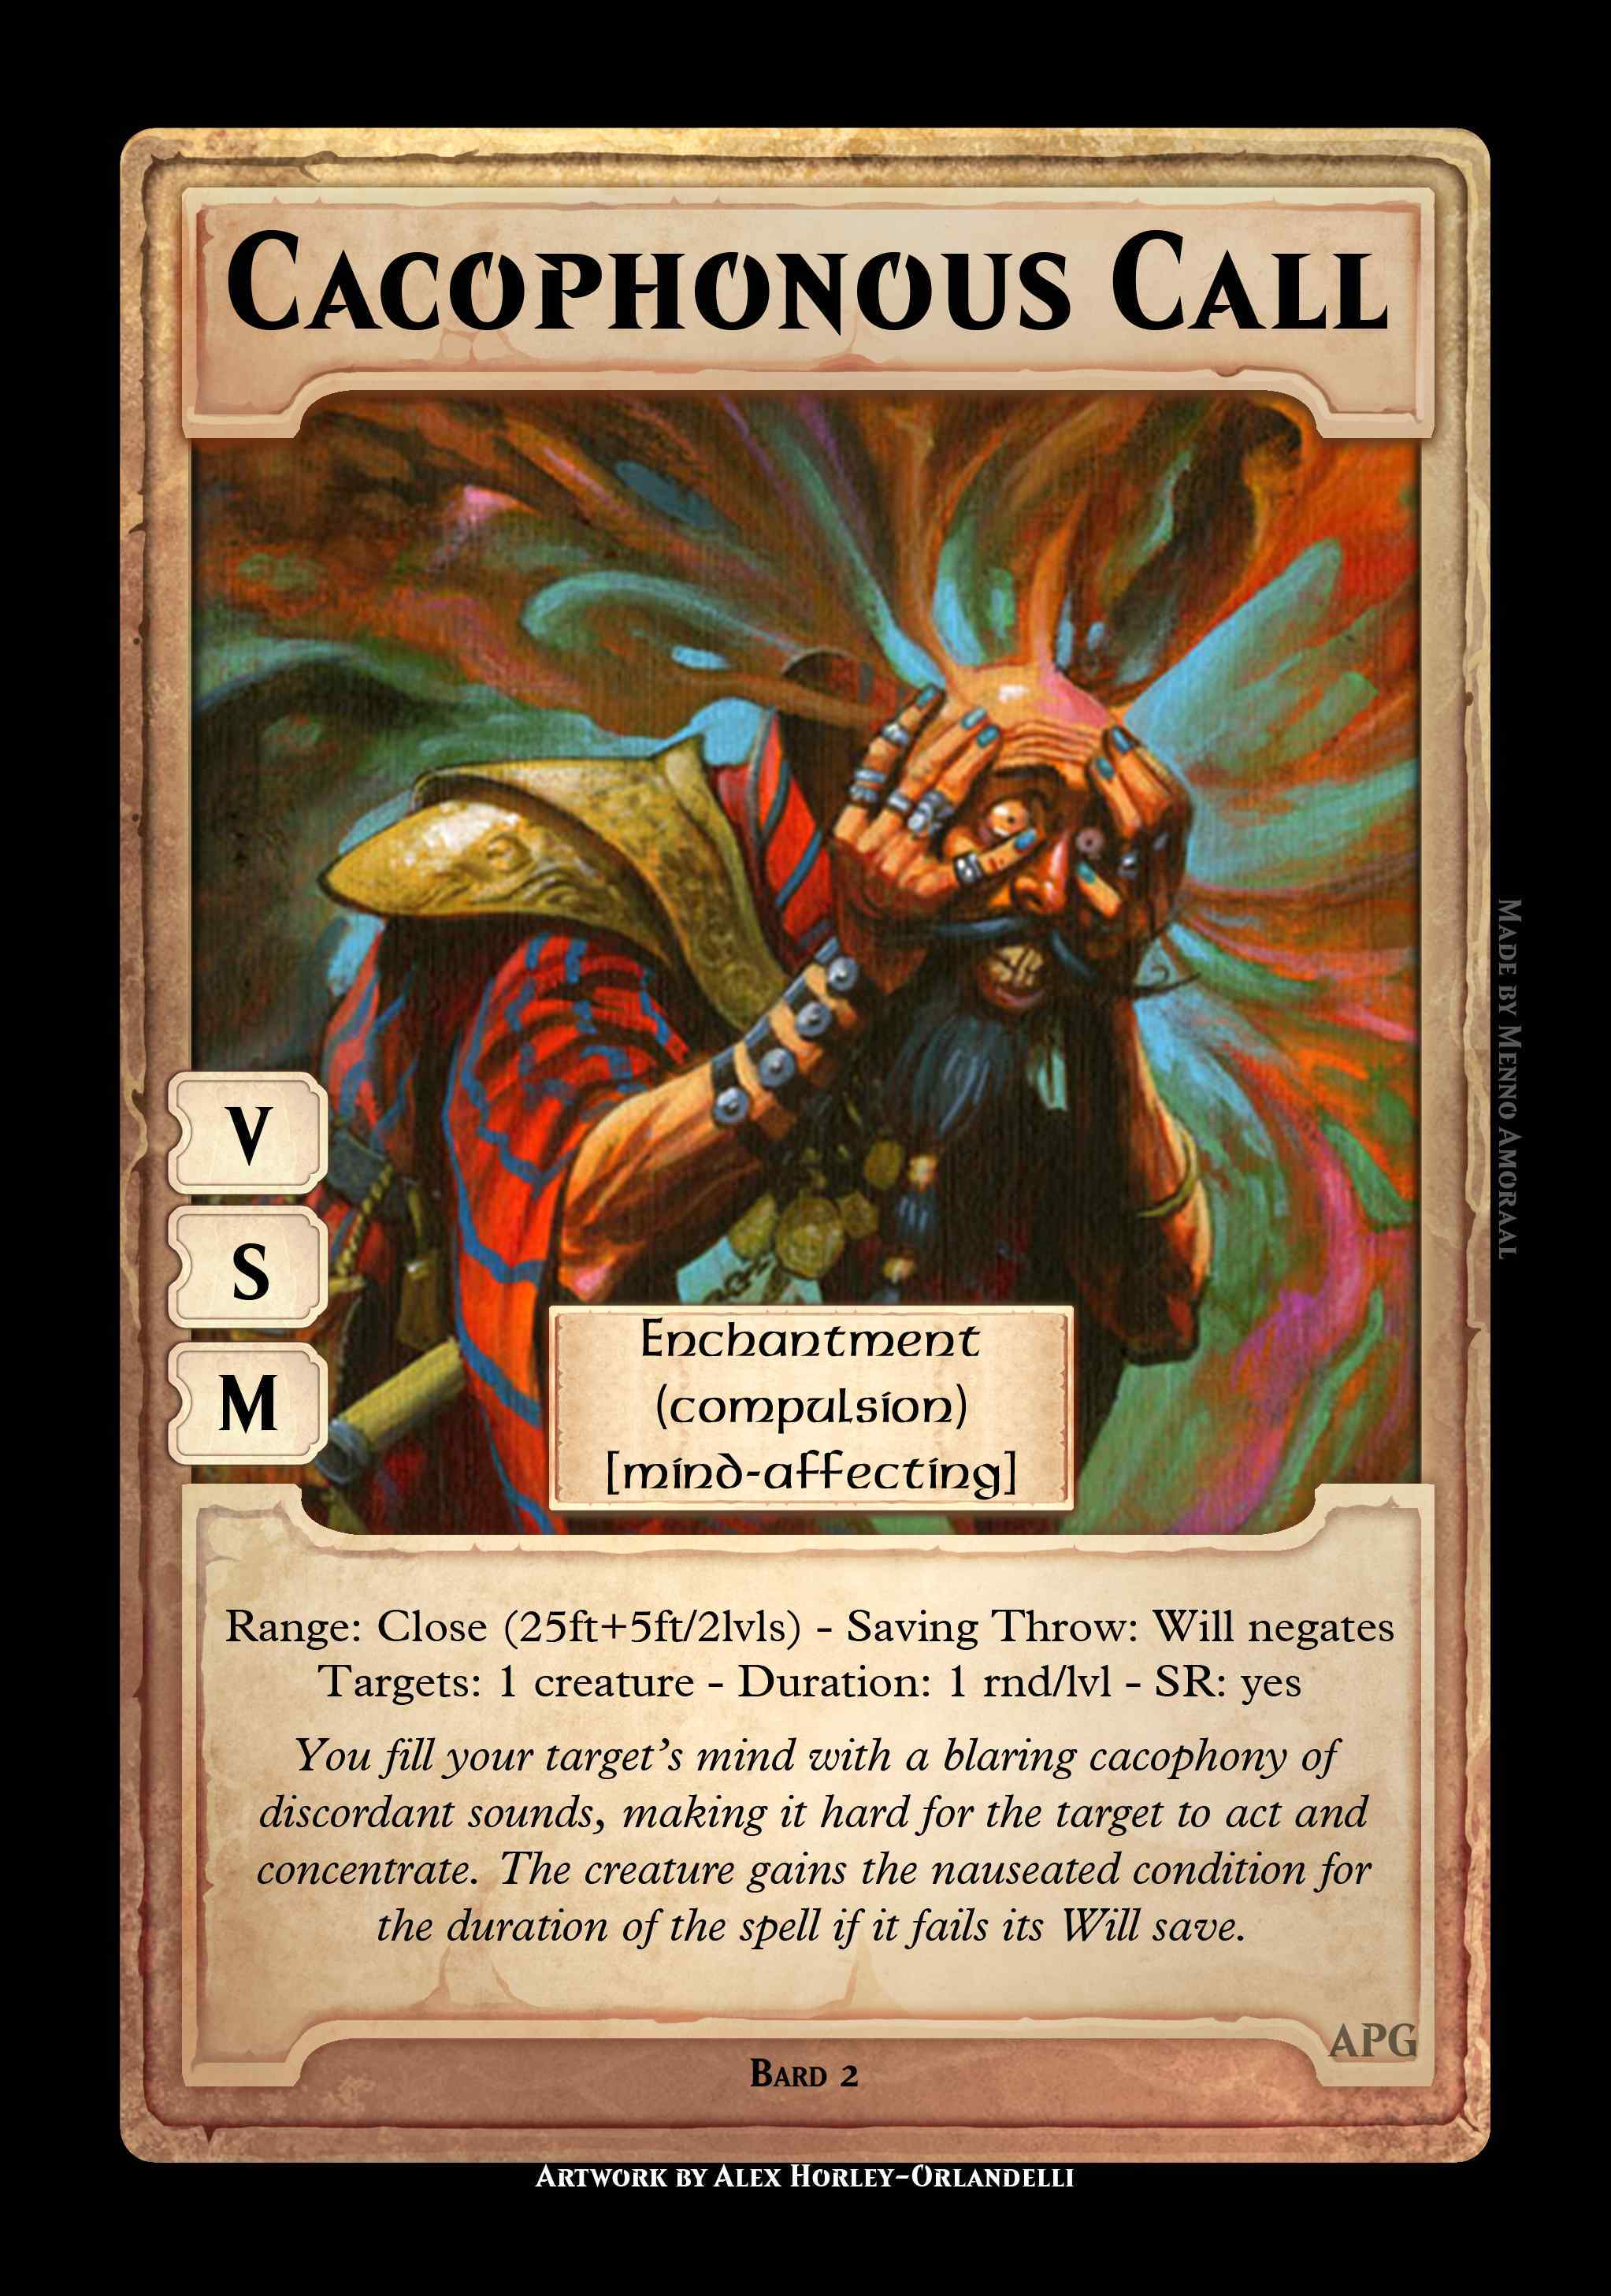 Cacophonous Call
V
S
M
Enchantment
(compulsion)
[mind-affecting]
Range: Close (25ft+5ft/2lvls) - Saving Throw: Will negates
Targets: 1 creature - Duration: 1 rnd/lvl - SR: yes
You fill your target's mind with a blaring cacophony of
discordant sounds, making it hard for the target to act and
concentrate. The creature gains the nauseated condition for
the duration of the spell if it fails its Will save.
APG
Bard 2
Artwork by Alex Horley-Orlandelli
Made by Menno Amoraal